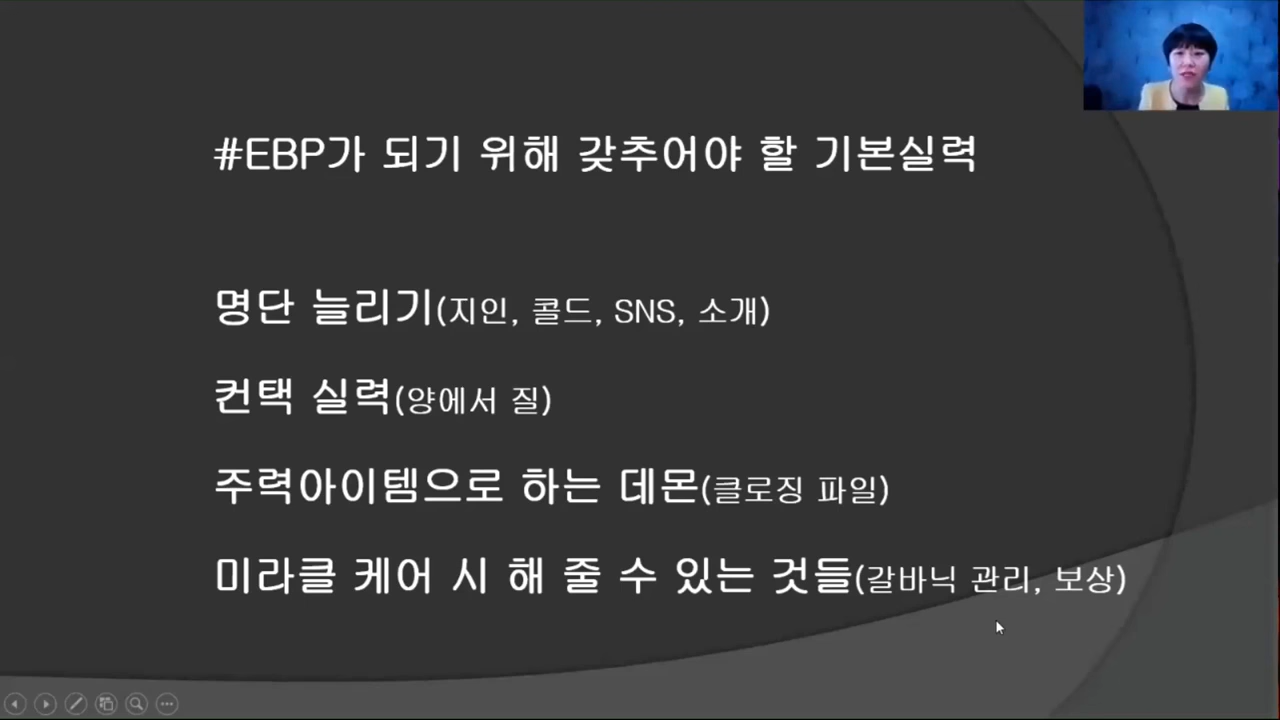 #EBP가 되기 위해 갖추어야 할 기본실력
명단 늘리기(지인, 콜드, SNS, 소개)
컨택 실력(양에서 질)
주력아이템으로 하는 데몬(클로징 파일)
미라클 케어 시 해 줄 수 있는 것들(갈바닉 관리, 보상)